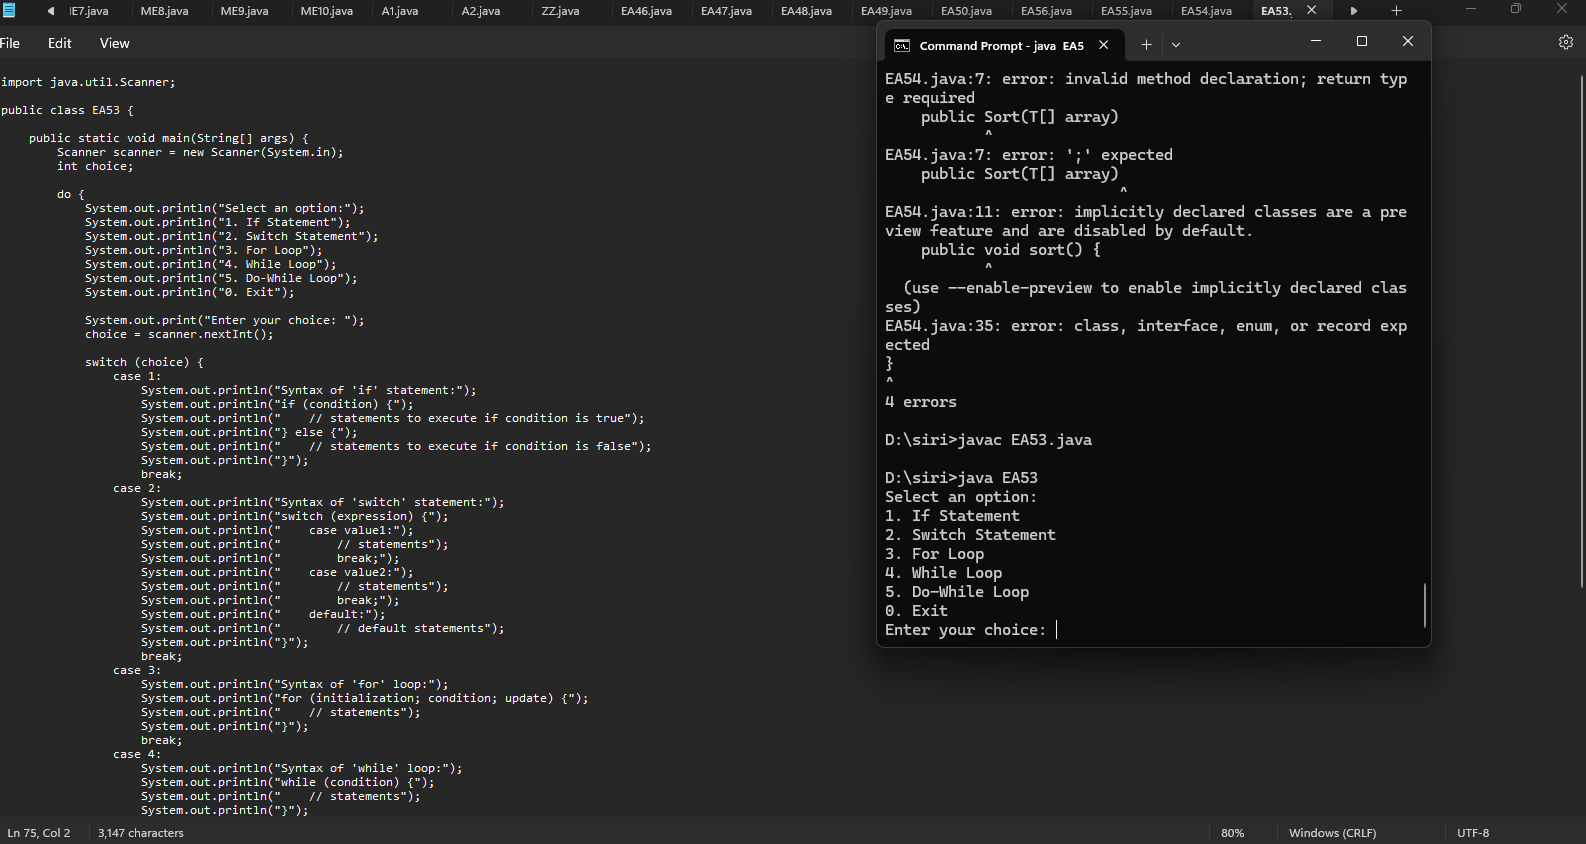 IE7.java ME8.java ME9.java ME10.java A1.java A2.java ZZ.java EA46.java EA47.java EA48.java EA49.java EA50.java EA56.java EA55.java EA54.java EA53.
File Edit View
import java.util.Scanner;
public class EA53 {
public static void main(String[] args) {
Scanner scanner = new Scanner(System.in);
int choice;
do {
System.out.println("Select an option:");
System.out.println("1. If Statement");
System.out.println("2. Switch Statement");
System.out.println("3. For Loop");
System.out.println("4. While Loop");
System.out.println("5. Do-While Loop");
System.out.println("0. Exit");
System.out.print("Enter your choice: ");
choice = scanner.nextInt();
switch (choice) {
case 1:
System.out.println("Syntax of 'if' statement:");
System.out.println("if (condition) {");
System.out.println("    // statements to execute if condition is true");
System.out.println("} else {");
System.out.println("    // statements to execute if condition is false");
System.out.println("}");
break;
case 2:
System.out.println("Syntax of 'switch' statement:");
System.out.println("switch (expression) {");
System.out.println("    case value1:");
System.out.println("        // statements");
System.out.println("        break;");
System.out.println("    case value2:");
System.out.println("        // statements");
System.out.println("        break;");
System.out.println("    default:");
System.out.println("        // default statements");
System.out.println("}");
break;
case 3:
System.out.println("Syntax of 'for' loop:");
System.out.println("for (initialization; condition; update) {");
System.out.println("    // statements");
System.out.println("}");
break;
case 4:
System.out.println("Syntax of 'while' loop:");
System.out.println("while (condition) {");
System.out.println("    // statements");
System.out.println("}");
Ln 75, Col 2 3,147 characters 80% Windows (CRLF) UTF-8
Command Prompt - java EA5
EA54.java:7: error: invalid method declaration; return typ
e required
public Sort(T[] array)
^
EA54.java:7: error: ';' expected
public Sort(T[] array)
^
EA54.java:11: error: implicitly declared classes are a pre
view feature and are disabled by default.
public void sort() {
^
(use --enable-preview to enable implicitly declared clas
ses)
EA54.java:35: error: class, interface, enum, or record exp
ected
}
^
4 errors
D:\siri>javac EA53.java
D:\siri>java EA53
Select an option:
1. If Statement
2. Switch Statement
3. For Loop
4. While Loop
5. Do-While Loop
0. Exit
Enter your choice: